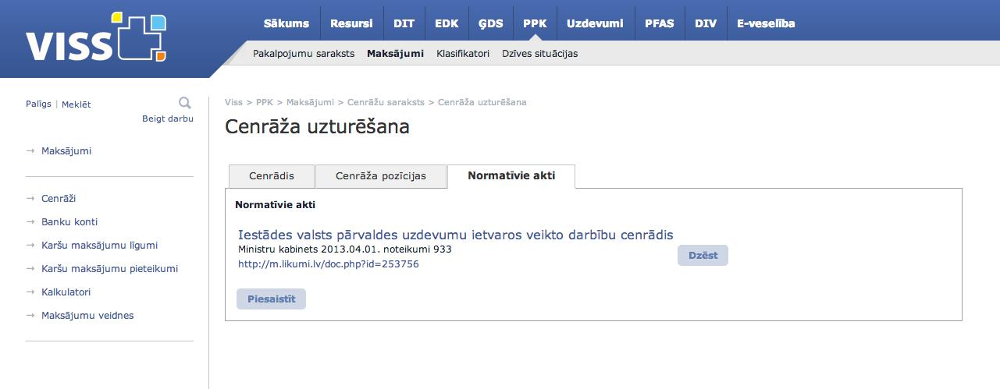 VISS
Sākums Resursi DIT EDK ĢDS PPK Uzdevumi PFAS DIV E-veselība
Pakalpojumu saraksts Maksājumi Klasifikatori Dzīves situācijas
Palīgs | Meklēt
Beigt darbu
→ Maksājumi
→ Cenrāži
→ Banku konti
→ Karšu maksājumu līgumi
→ Karšu maksājumu pieteikumi
→ Kalkulatori
→ Maksājumu veidnes
Viss > PPK > Maksājumi > Cenrāžu saraksts > Cenrāža uzturēšana
Cenrāža uzturēšana
Cenrādis Cenrāža pozīcijas Normatīvie akti
Normatīvie akti
Iestādes valsts pārvaldes uzdevumu ietvaros veikto darbību cenrādis
Ministru kabinets 2013.04.01. noteikumi 933
http://m.likumi.lv/doc.php?id=253756
Dzēst
Piesaistīt